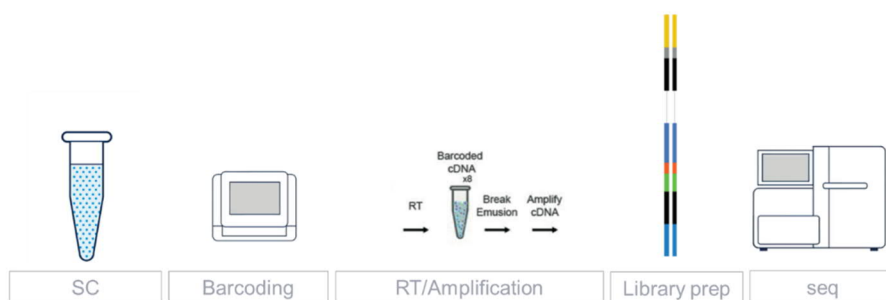 Barcoded
cDNA
x8
RT
Break
Emusion
Amplify
cDNA
SC
Barcoding
RT/Amplification
Library prep
seq